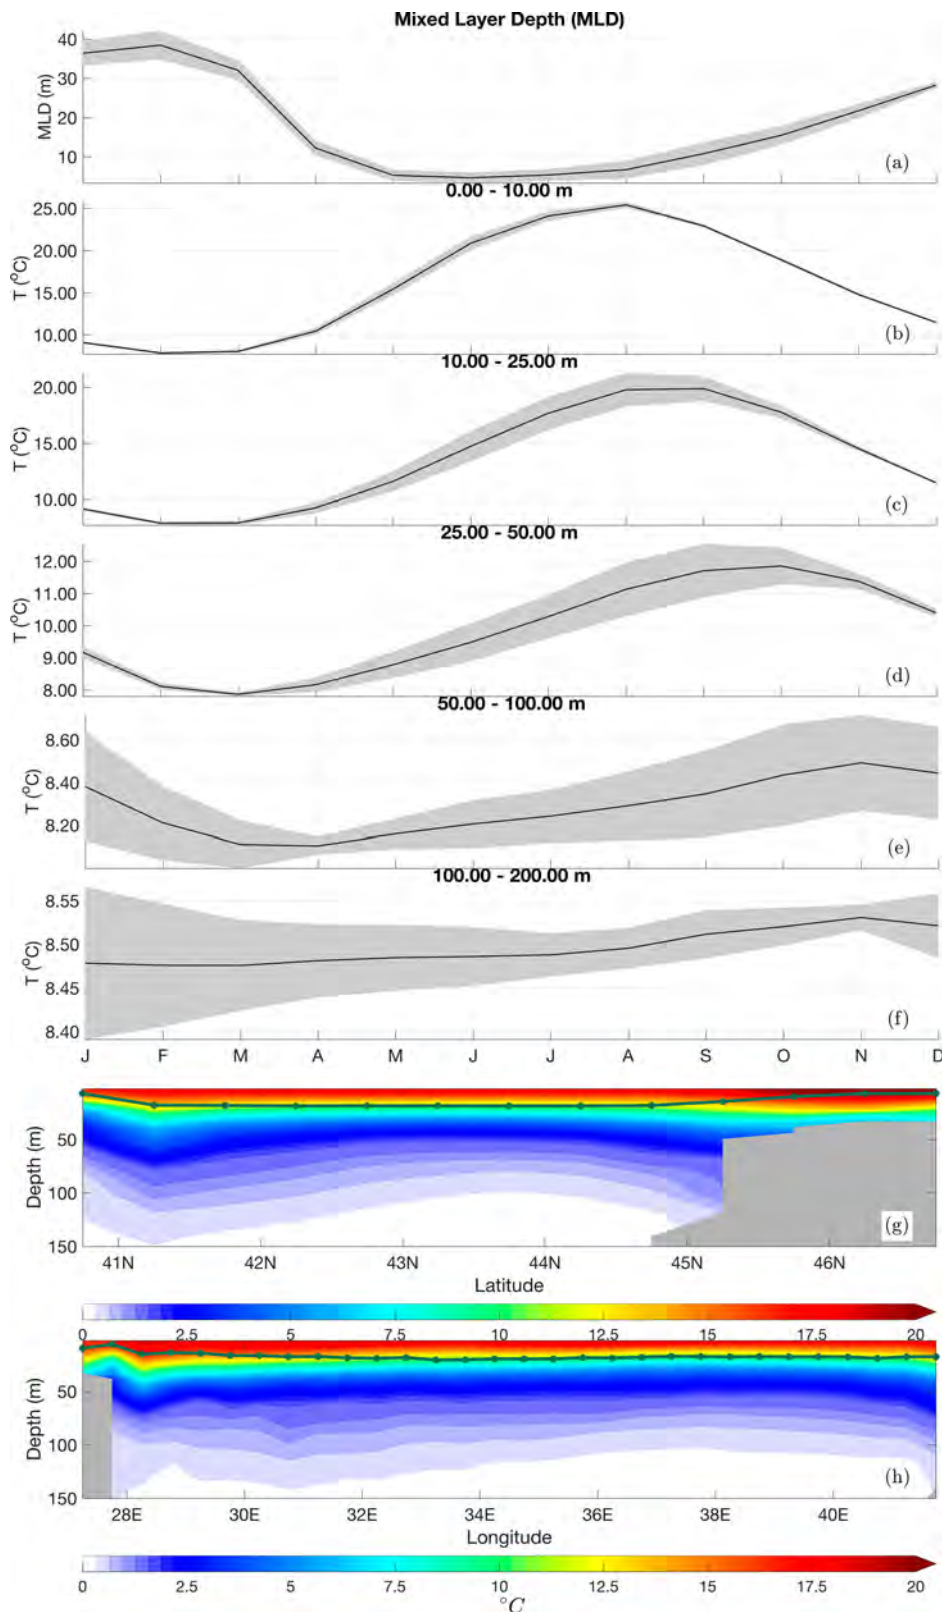 Mixed Layer Depth (MLD)
40
30
20
10
MLD (m)
(a)
0.00 - 10.00 m
25.00
20.00
15.00
10.00
T (°C)
(b)
10.00 - 25.00 m
20.00
15.00
10.00
T (°C)
(c)
25.00 - 50.00 m
12.00
11.00
10.00
9.00
8.00
T (°C)
(d)
50.00 - 100.00 m
8.60
8.40
8.20
T (°C)
(e)
100.00 - 200.00 m
8.55
8.50
8.45
8.40
T (°C)
(f)
J F M A M J J A S O N D
50
100
150
Depth (m)
(g)
41N 42N 43N 44N 45N 46N
Latitude
0 2.5 5 7.5 10 12.5 15 17.5 20
50
100
150
Depth (m)
(h)
28E 30E 32E 34E 36E 38E 40E
Longitude
0 2.5 5 7.5 10 12.5 15 17.5 20
°C